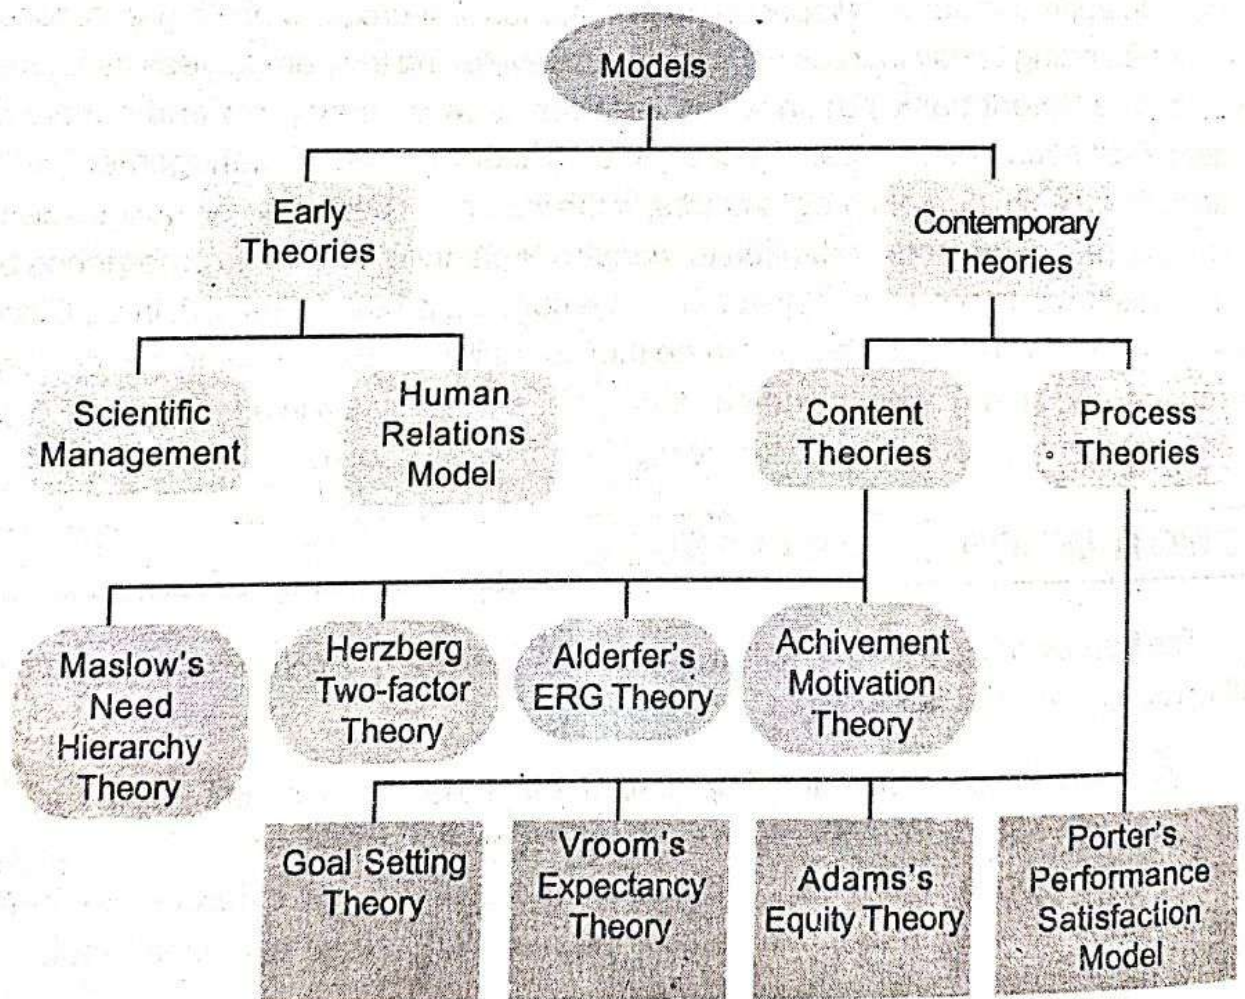 Models
Early
Theories
Contemporary
Theories
Scientific
Management
Human
Relations
Model
Content
Theories
Process
Theories
Maslow's
Need
Hierarchy
Theory
Herzberg
Two-factor
Theory
Alderfer's
ERG Theory
Achivement
Motivation
Theory
Goal Setting
Theory
Vroom's
Expectancy
Theory
Adams's
Equity Theory
Porter's
Performance
Satisfaction
Model